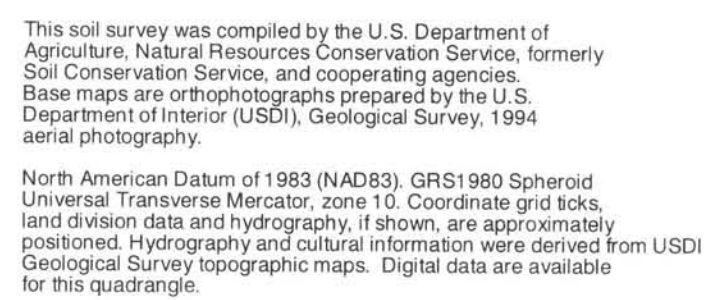 This soil survey was compiled by the U.S. Department of
Agriculture, Natural Resources Conservation Service, formerly
Soil Conservation Service, and cooperating agencies.
Base maps are orthophotographs prepared by the U.S.
Department of Interior (USDI), Geological Survey, 1994
aerial photography.
North American Datum of 1983 (NAD83). GRS1980 Spheroid
Universal Transverse Mercator, zone 10. Coordinate grid ticks,
land division data and hydrography, if shown, are approximately
positioned. Hydrography and cultural information were derived from USDI
Geological Survey topographic maps.  Digital data are available
for this quadrangle.